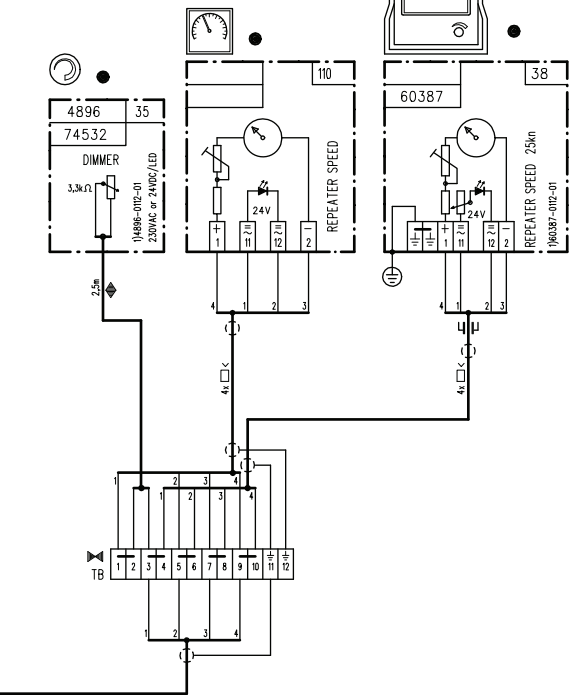 110
38
60387
4896 35
74532
DIMMER
3,3kΩ
1)4896-0112-01
230VAC or 24VDC/LED
2,5m
24V
REPEATER SPEED
+ = = −
1 11 12 2
4 1 2 3
4x
24V
REPEATER SPEED 25kn
1)60387-0112-01
+ = = −
1 11 12 2
4 1 2 3
4x
1 2 3 4
1 2 3 4
TB
1 2 3 4 5 6 7 8 9 10 11 12
1 2 3 4